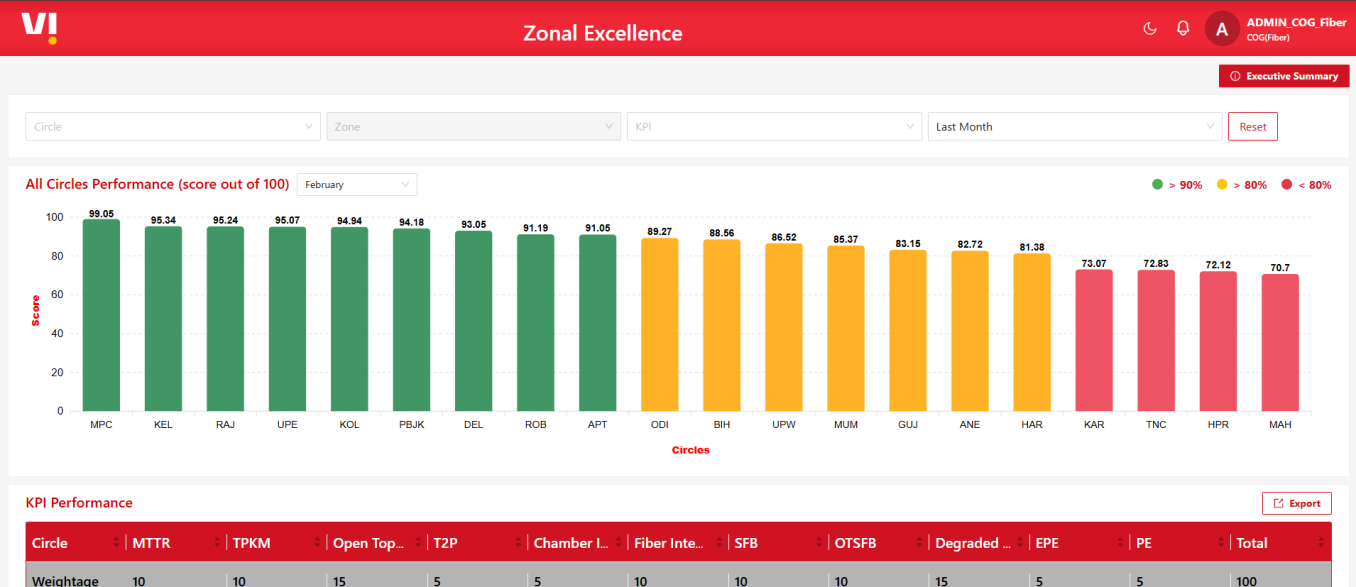 VI
Zonal Excellence
A
ADMIN_COG_Fiber
COG(Fiber)
Executive Summary
Circle
Zone
KPI
Last Month
Reset
All Circles Performance (score out of 100)
February
> 90%
> 80%
< 80%
100
80
60
40
20
0
Score
99.05
95.34
95.24
95.07
94.94
94.18
93.05
91.19
91.05
89.27
88.56
86.52
85.37
83.15
82.72
81.38
73.07
72.83
72.12
70.7
MPC
KEL
RAJ
UPE
KOL
PBJK
DEL
ROB
APT
ODI
BIH
UPW
MUM
GUJ
ANE
HAR
KAR
TNC
HPR
MAH
Circles
KPI Performance
Export
Circle MTTR TPKM Open Top... T2P Chamber I... Fiber Inte... SFB OTSFB Degraded ... EPE PE Total
Weightage 10 10 15 5 5 10 10 10 15 5 5 100